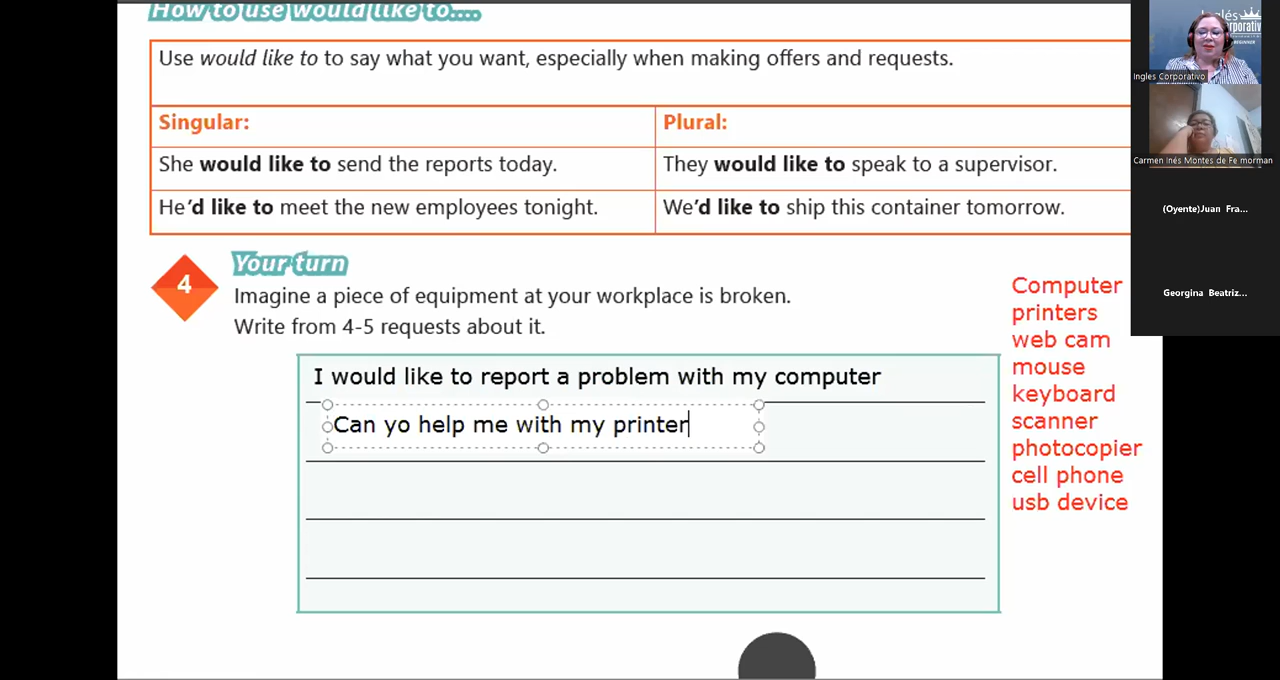 How to use would like to....
Use would like to to say what you want, especially when making offers and requests.
Singular:
Plural:
She would like to send the reports today.
They would like to speak to a supervisor.
He'd like to meet the new employees tonight.
We'd like to ship this container tomorrow.
4
Your turn
Imagine a piece of equipment at your workplace is broken.
Write from 4-5 requests about it.
I would like to report a problem with my computer
Can yo help me with my printer
Computer
printers
web cam
mouse
keyboard
scanner
photocopier
cell phone
usb device
Inglés
BEGINNER
Ingles Corporativo
Carmen Inés Montes de Fe morman
(Oyente)Juan Fra...
Georgina Beatriz...